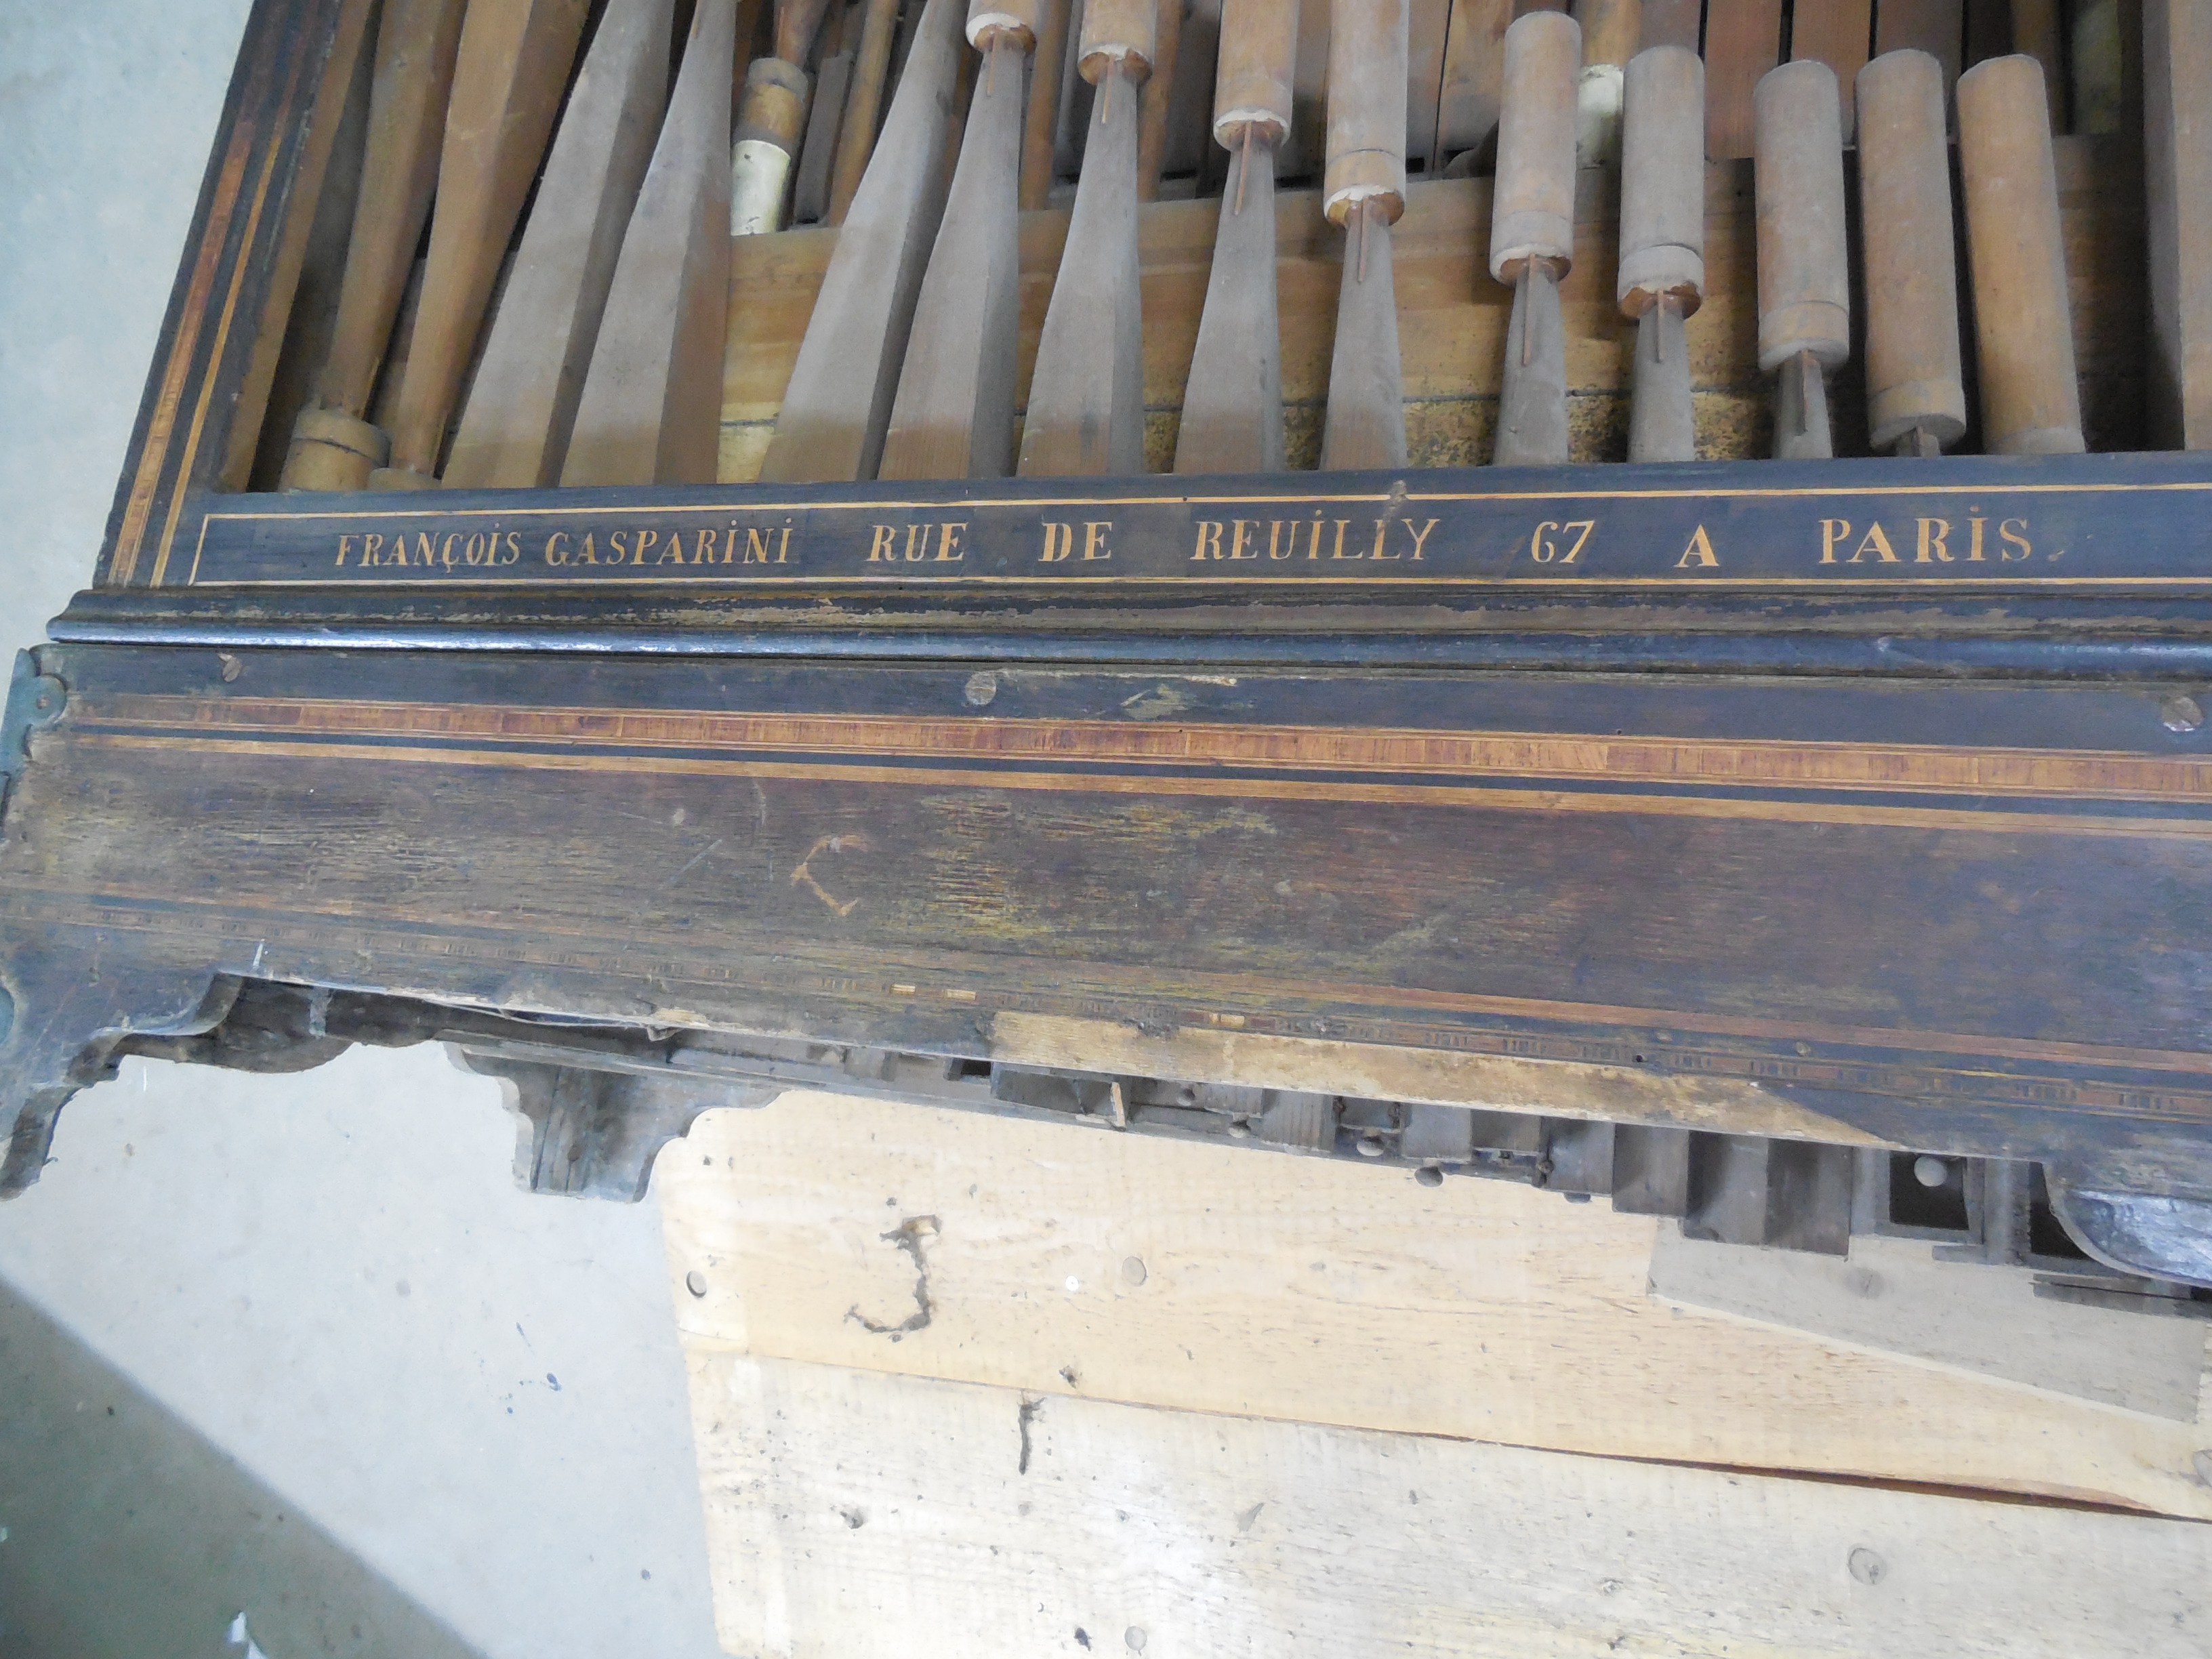 FRANÇOIS GASPARINI RUE DE REUILLY 67 A PARIS.